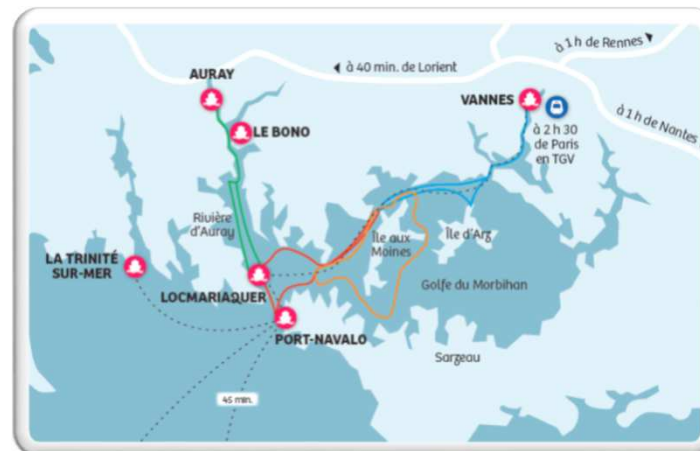 à 1 h de Rennes
à 40 min. de Lorient
AURAY
VANNES
à 1h de Nantes
LE BONO
à 2 h 30
de Paris
en TGV
Rivière
d'Auray
Île aux
Moines
Île d'Arz
LA TRINITÉ
SUR-MER
LOCMARIAQUER
Golfe du Morbihan
PORT-NAVALO
Sarzeau
45 min.